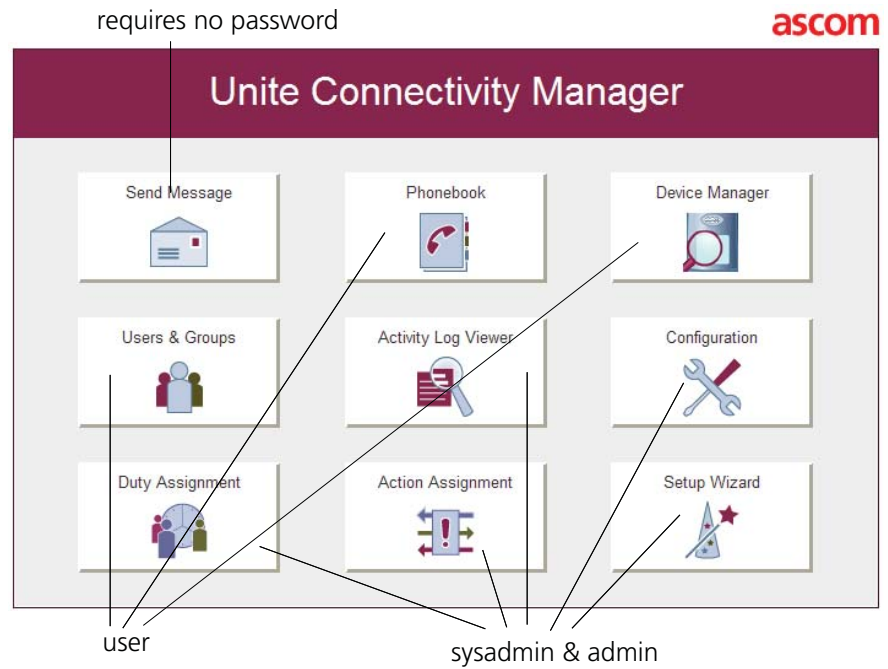 requires no password
ascom
Unite Connectivity Manager
Send Message
Phonebook
Device Manager
Users & Groups
Activity Log Viewer
Configuration
Duty Assignment
Action Assignment
Setup Wizard
user
sysadmin & admin